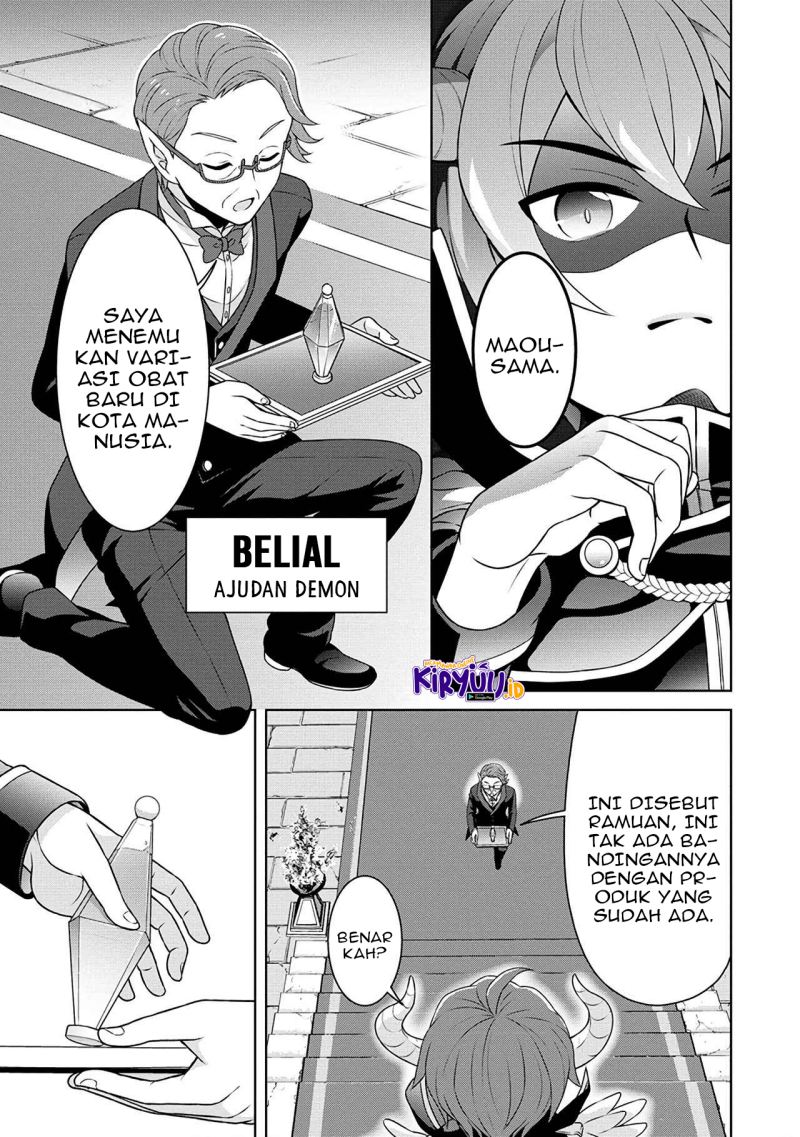 MAOU-
SAMA.
SAYA
MENEMU
KAN VARI-
ASI OBAT
BARU DI
KOTA MA-
NUSIA.
BELIAL
AJUDAN DEMON
KIRYUU.ID
INI DISEBUT
RAMUAN, INI
TAK ADA BA-
NDINGANNYA
DENGAN PR-
ODUK YANG
SUDAH ADA.
BENAR
KAH?